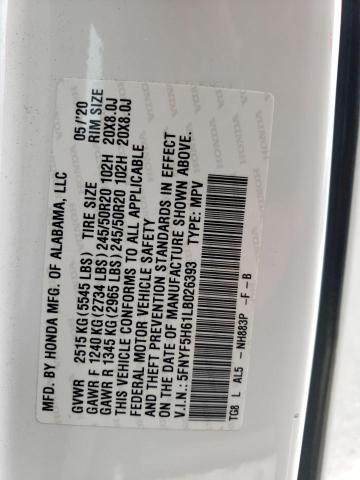 MFD. BY HONDA MFG. OF ALABAMA, LLC 05/'20
GVWR 2515 KG (5545 LBS) TIRE SIZE RIM SIZE
GAWR F 1240 KG (2734 LBS) 245/50R20 102H 20X8.0J
GAWR R 1345 KG (2965 LBS) 245/50R20 102H 20X8.0J
THIS VEHICLE CONFORMS TO ALL APPLICABLE
FEDERAL MOTOR VEHICLE SAFETY
AND THEFT PREVENTION STANDARDS IN EFFECT
ON DATE OF MANUFACTURE SHOWN ABOVE.
V.I.N.: 5FNYF5H61LB026393 TYPE: MPV
TG8 L AL5 -NH883P -F -B